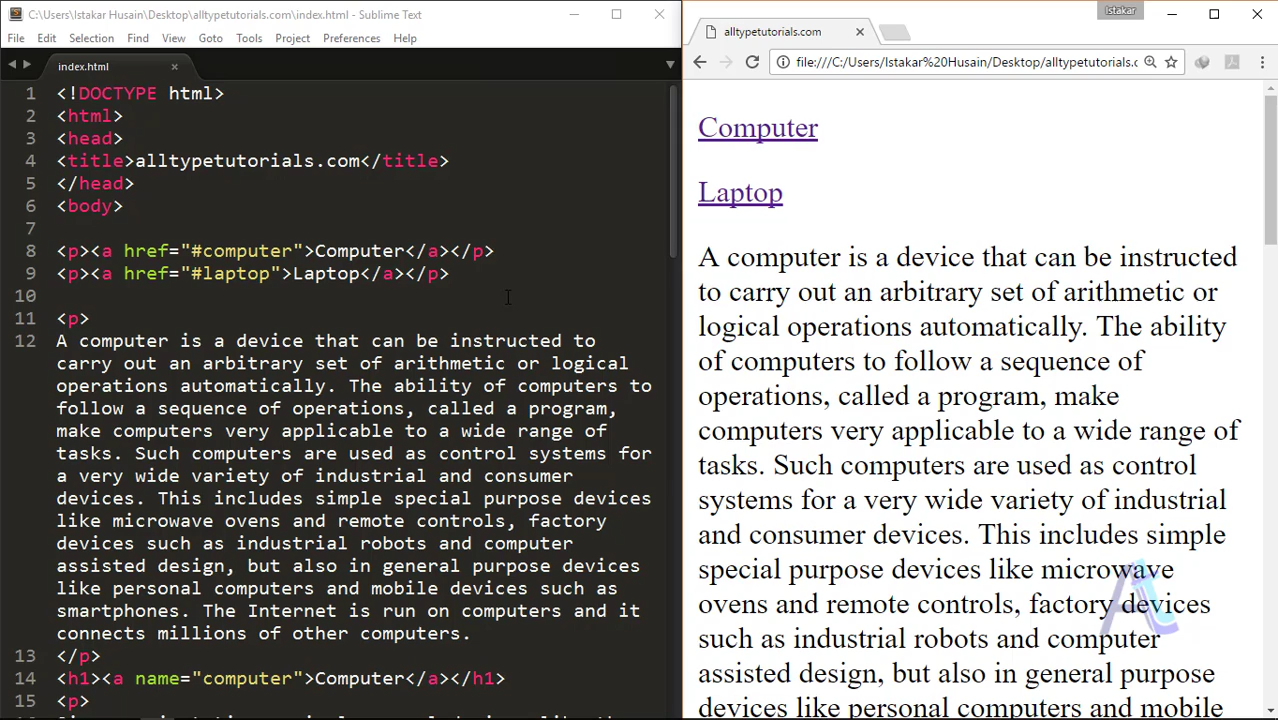 C:\Users\Istakar Husain\Desktop\alltypetutorials.com\index.html - Sublime Text
File Edit Selection Find View Goto Tools Project Preferences Help
index.html
1 <!DOCTYPE html>
2 <html>
3 <head>
4 <title>alltypetutorials.com</title>
5 </head>
6 <body>
7
8 <p><a href="#computer">Computer</a></p>
9 <p><a href="#laptop">Laptop</a></p>
10
11 <p>
12 A computer is a device that can be instructed to
carry out an arbitrary set of arithmetic or logical
operations automatically. The ability of computers to
follow a sequence of operations, called a program,
make computers very applicable to a wide range of
tasks. Such computers are used as control systems for
a very wide variety of industrial and consumer
devices. This includes simple special purpose devices
like microwave ovens and remote controls, factory
devices such as industrial robots and computer
assisted design, but also in general purpose devices
like personal computers and mobile devices such as
smartphones. The Internet is run on computers and it
connects millions of other computers.
13 </p>
14 <h1><a name="computer">Computer</a></h1>
15 <p>
Istakar
alltypetutorials.com
file:///C:/Users/Istakar%20Husain/Desktop/alltypetutorials.c
Computer
Laptop
A computer is a device that can be instructed
to carry out an arbitrary set of arithmetic or
logical operations automatically. The ability
of computers to follow a sequence of
operations, called a program, make
computers very applicable to a wide range of
tasks. Such computers are used as control
systems for a very wide variety of industrial
and consumer devices. This includes simple
special purpose devices like microwave
ovens and remote controls, factory devices
such as industrial robots and computer
assisted design, but also in general purpose
devices like personal computers and mobile